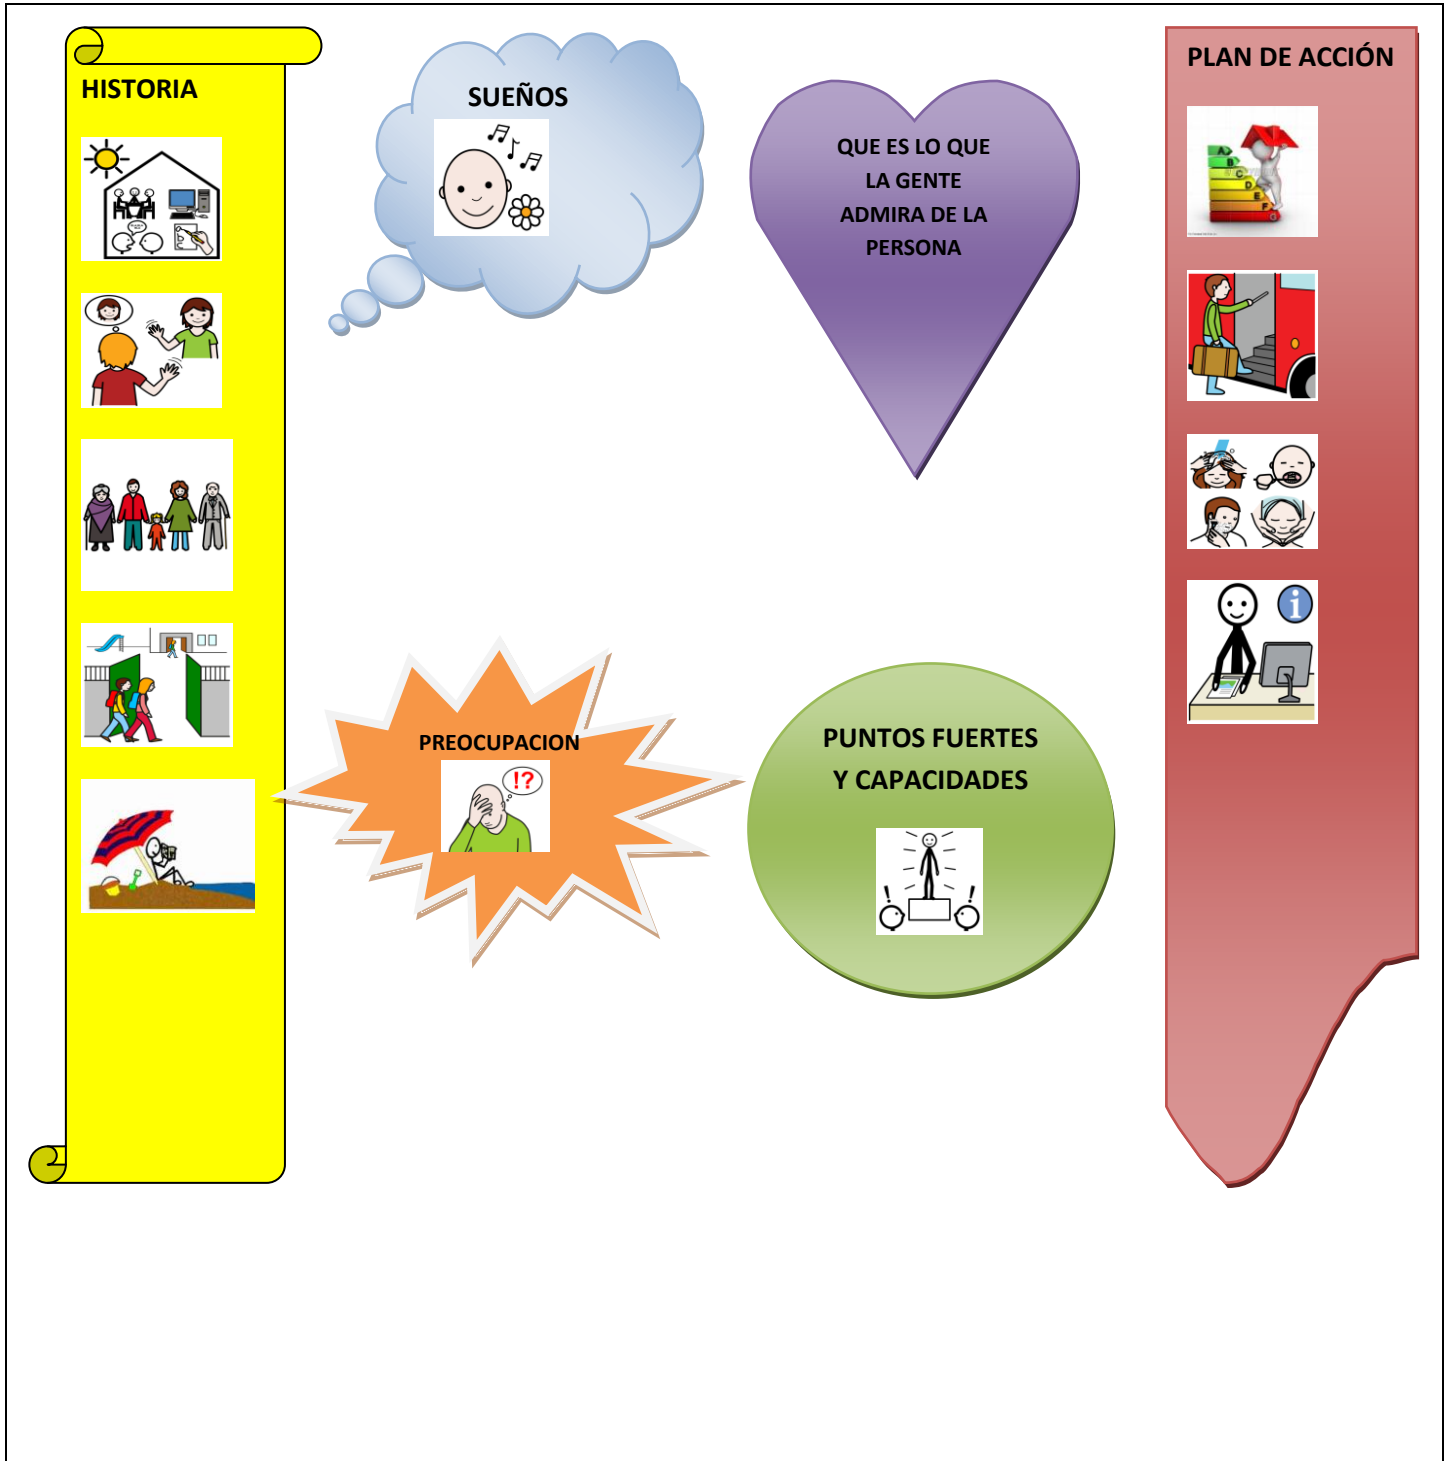 HISTORIA
SUEÑOS
QUE ES LO QUE
LA GENTE
ADMIRA DE LA
PERSONA
PLAN DE ACCIÓN
A
B
C
D
E
F
G
PREOCUPACION
!?
PUNTOS FUERTES
Y CAPACIDADES
! !
i